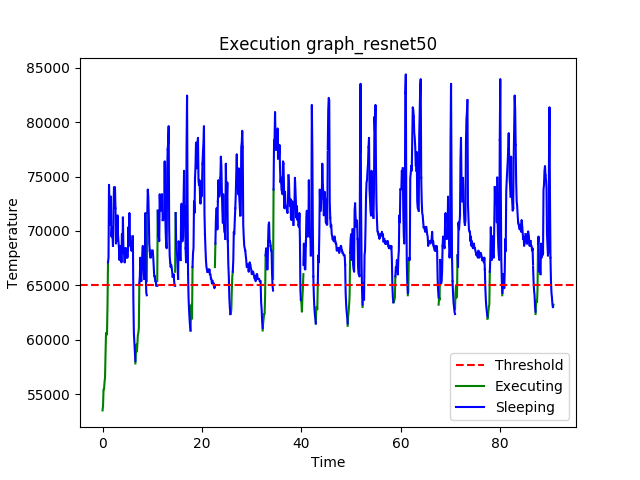 Execution graph_resnet50
Temperature
85000
80000
75000
70000
65000
60000
55000
Threshold
Executing
Sleeping
0 20 40 60 80
Time